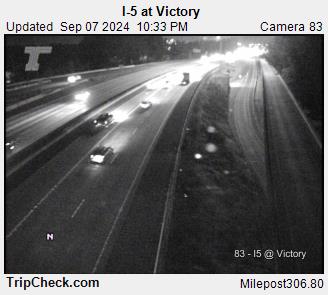 I-5 at Victory
Updated Sep 07 2024 10:33 PM Camera 83
T
N
83 - I5 @ Victory
TripCheck.com Milepost306.80